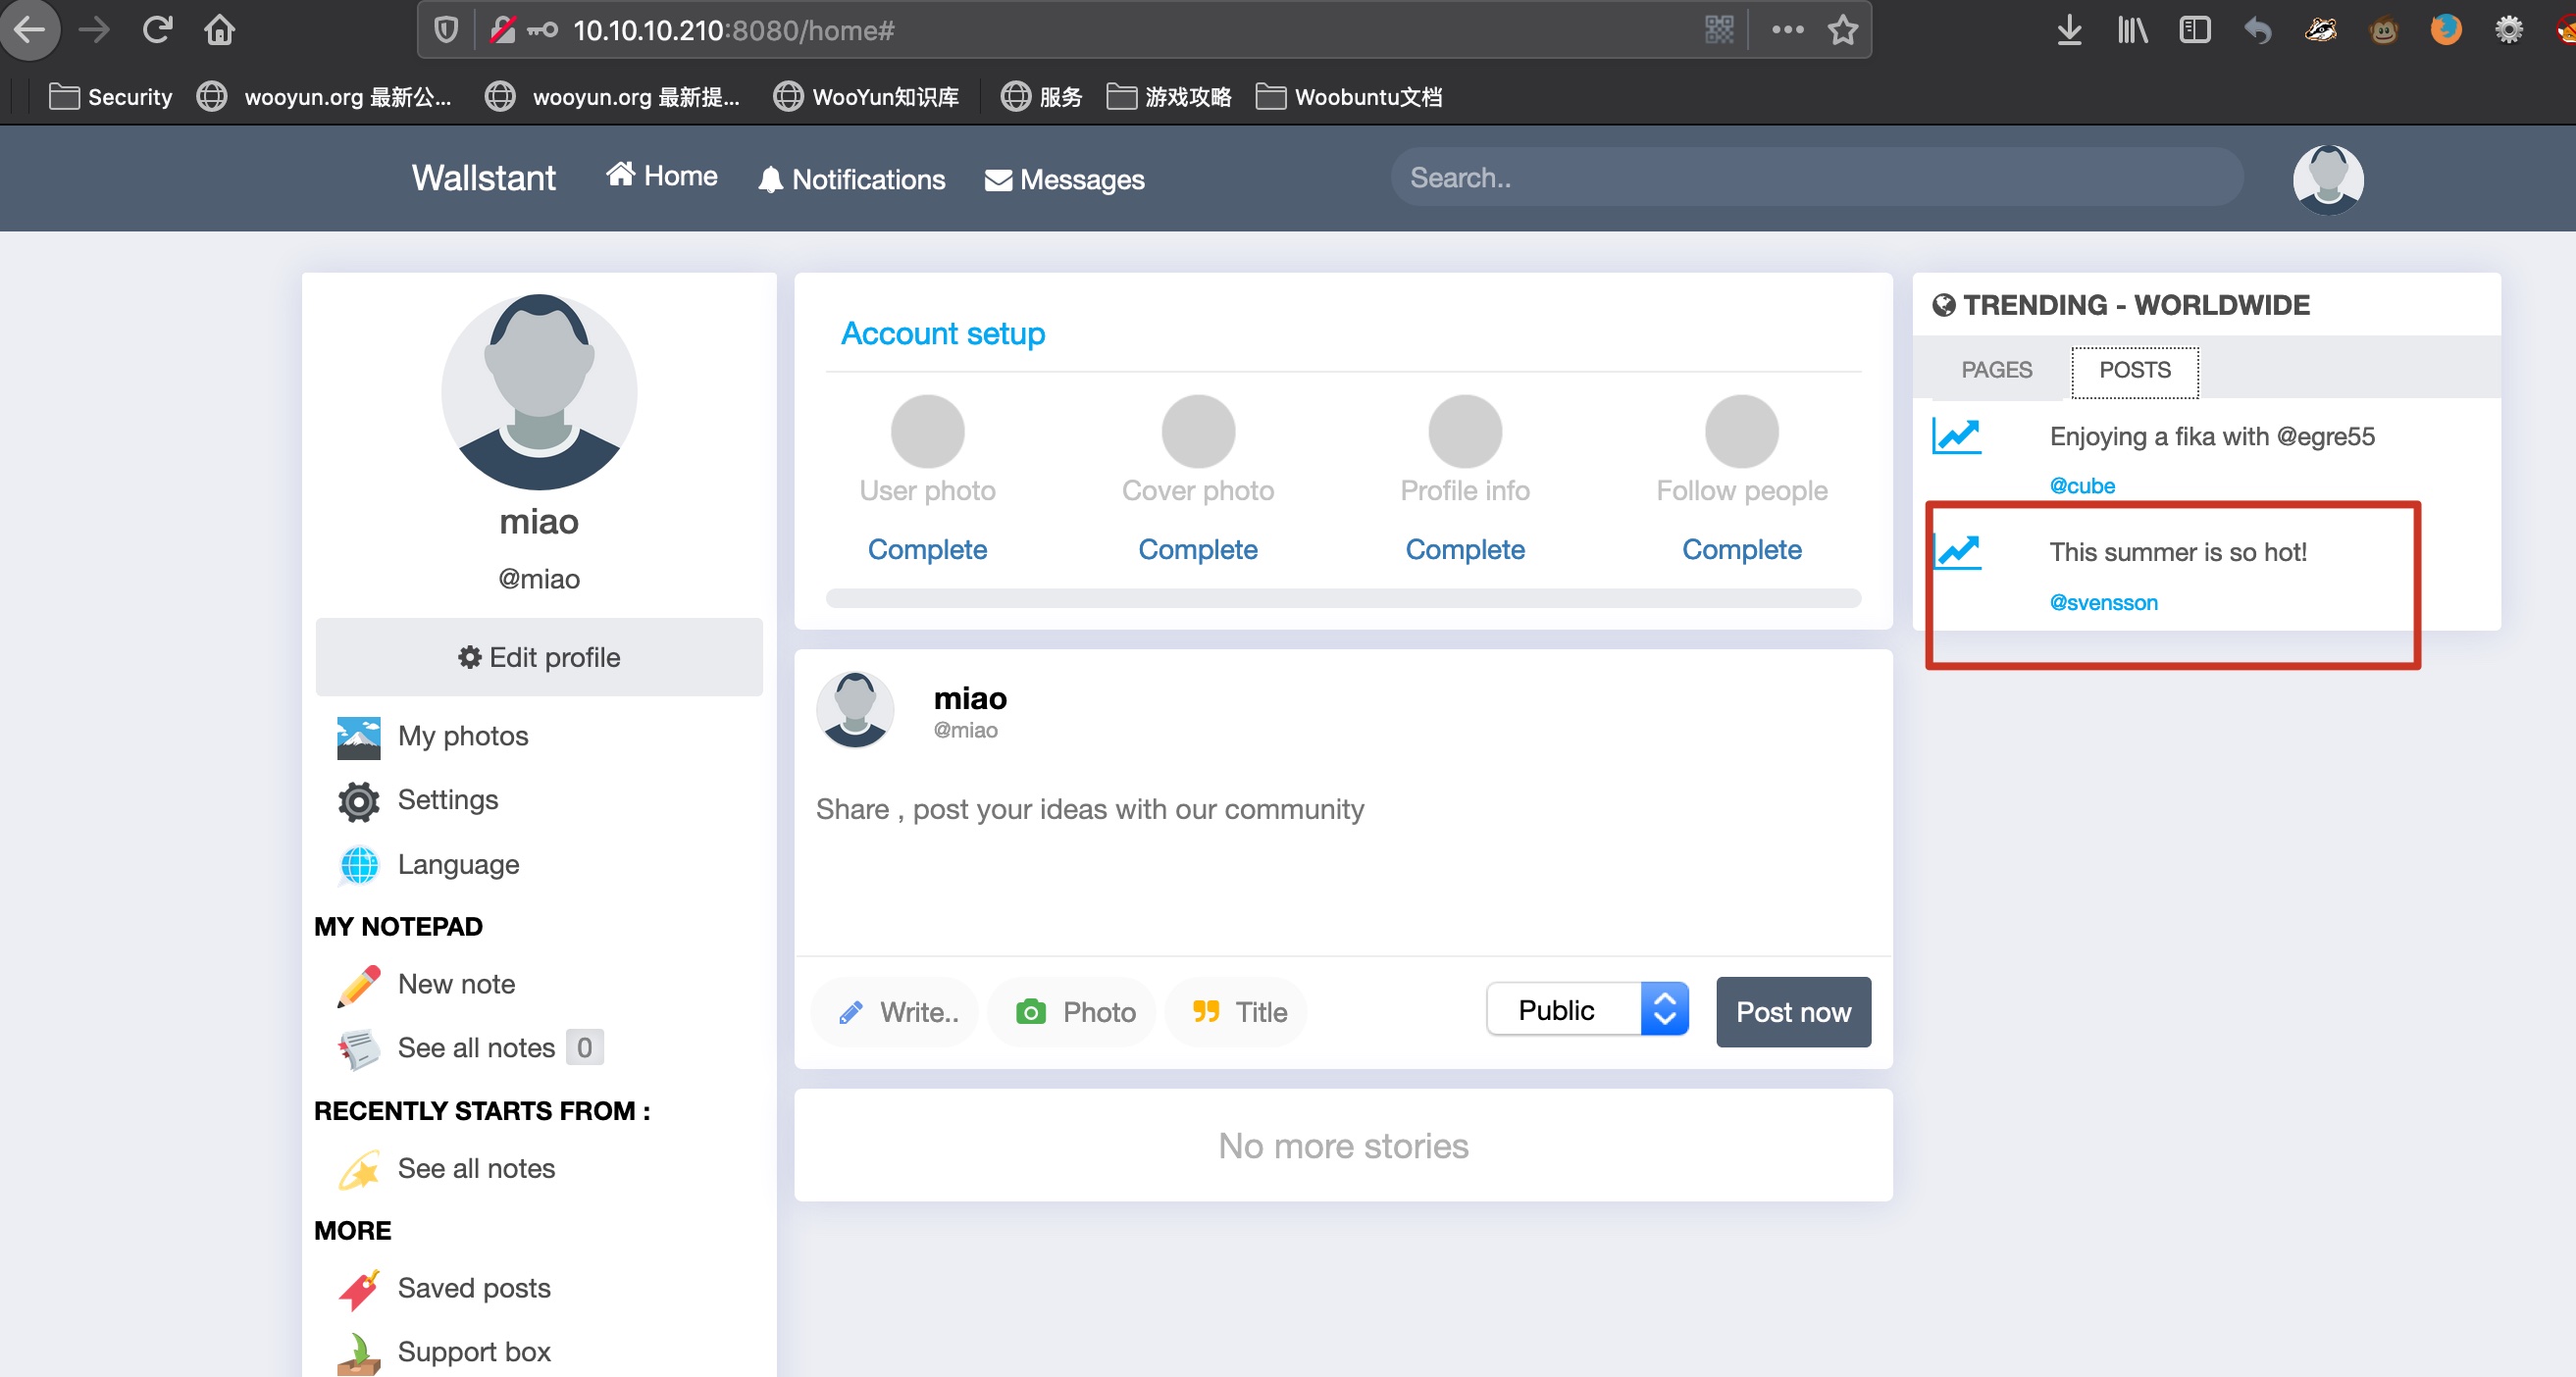 10.10.10.210:8080/home#
Security wooyun.org 最新公... wooyun.org 最新提... WooYun知识库 服务 游戏攻略 Woobuntu文档
Wallstant Home Notifications Messages Search..
miao
@miao
Edit profile
My photos
Settings
Language
MY NOTEPAD
New note
See all notes 0
RECENTLY STARTS FROM :
See all notes
MORE
Saved posts
Support box
Account setup
User photo Cover photo Profile info Follow people
Complete Complete Complete Complete
miao
@miao
Share , post your ideas with our community
Write.. Photo Title Public Post now
No more stories
TRENDING - WORLDWIDE
PAGES POSTS
Enjoying a fika with @egre55
@cube
This summer is so hot!
@svensson